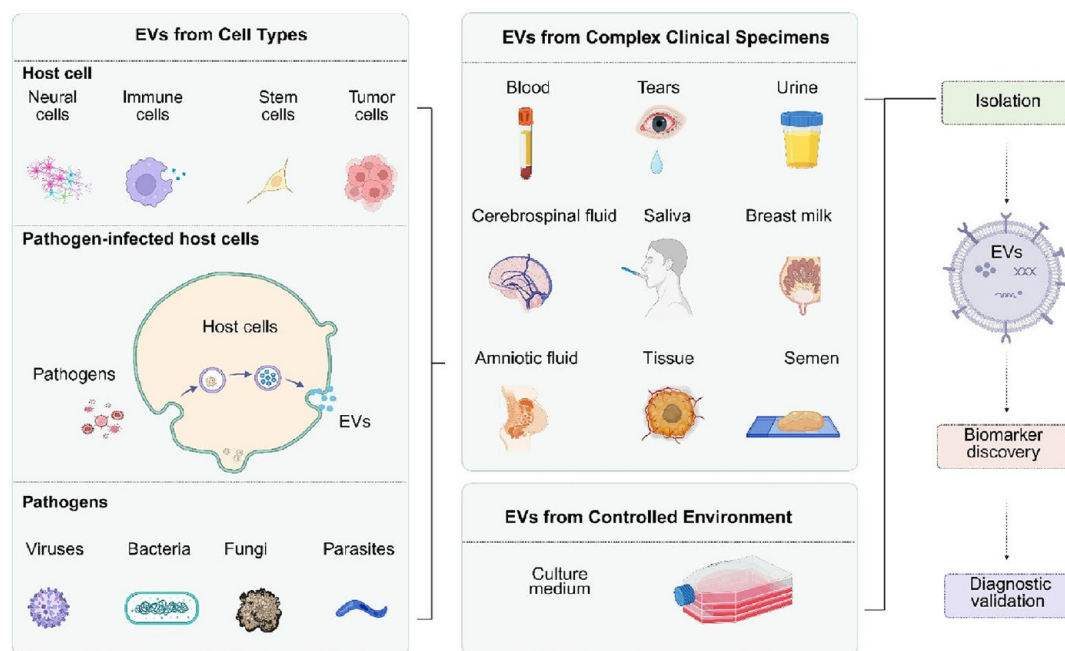 EVs from Cell Types
Host cell
Neural
cells
Immune
cells
Stem
cells
Tumor
cells
Pathogen-infected host cells
Host cells
Pathogens
EVs
Pathogens
Viruses
Bacteria
Fungi
Parasites
EVs from Complex Clinical Specimens
Blood
Tears
Urine
Cerebrospinal fluid
Saliva
Breast milk
Amniotic fluid
Tissue
Semen
EVs from Controlled Environment
Culture
medium
Isolation
EVs
Biomarker
discovery
Diagnostic
validation